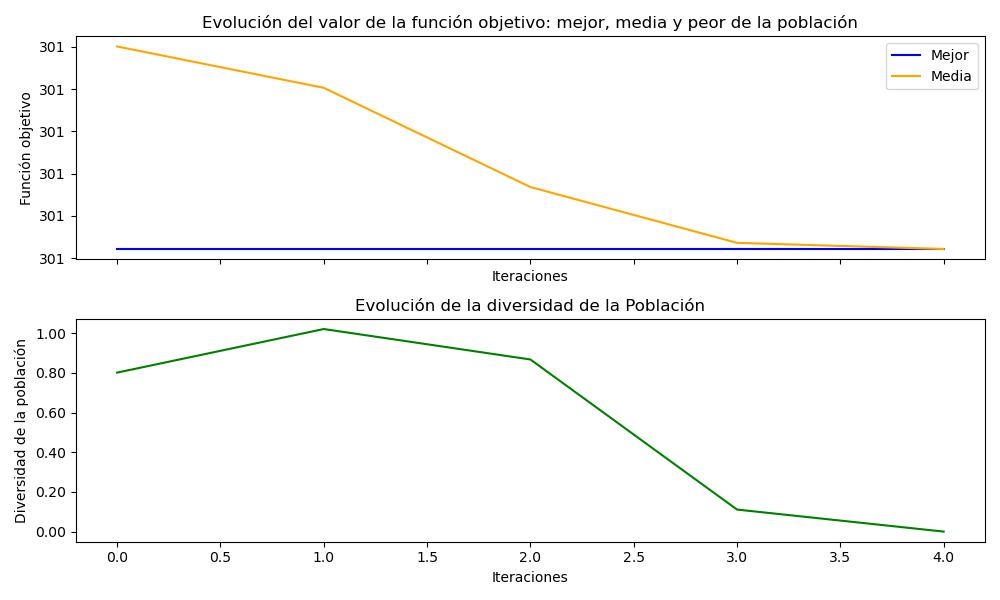 Evolución del valor de la función objetivo: mejor, media y peor de la población
301
301
301
301
301
301
Función objetivo
Mejor
Media
Iteraciones
Evolución de la diversidad de la Población
1.00
0.80
0.60
0.40
0.20
0.00
Diversidad de la población
0.0 0.5 1.0 1.5 2.0 2.5 3.0 3.5 4.0
Iteraciones